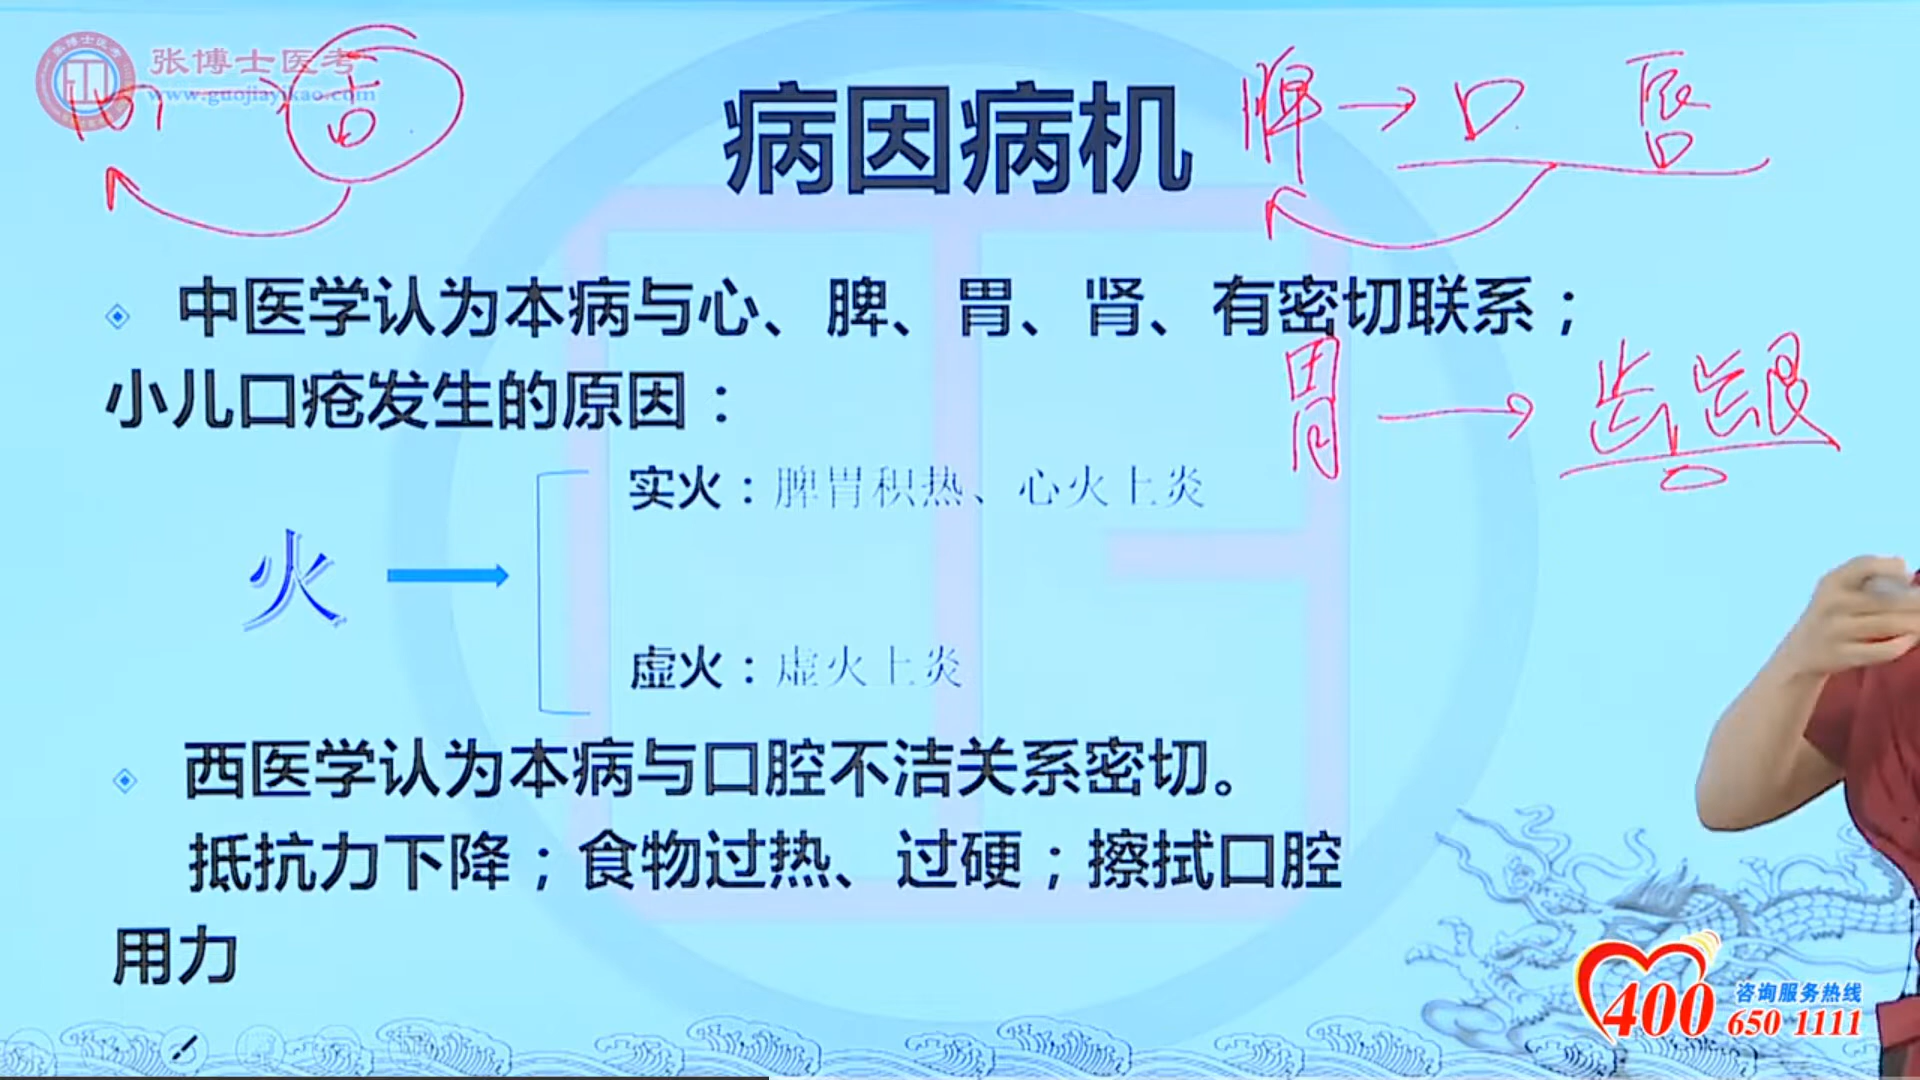 张博士医考
www.guojiayikao.com
心→舌
病因病机
脾→口 唇
中医学认为本病与心、脾、胃、肾、有密切联系；
小儿口疮发生的原因：
胃→齿龈
实火：脾胃积热、心火上炎
火
虚火：虚火上炎
西医学认为本病与口腔不洁关系密切。
抵抗力下降；食物过热、过硬；擦拭口腔
用力
400 咨询服务热线
650 1111